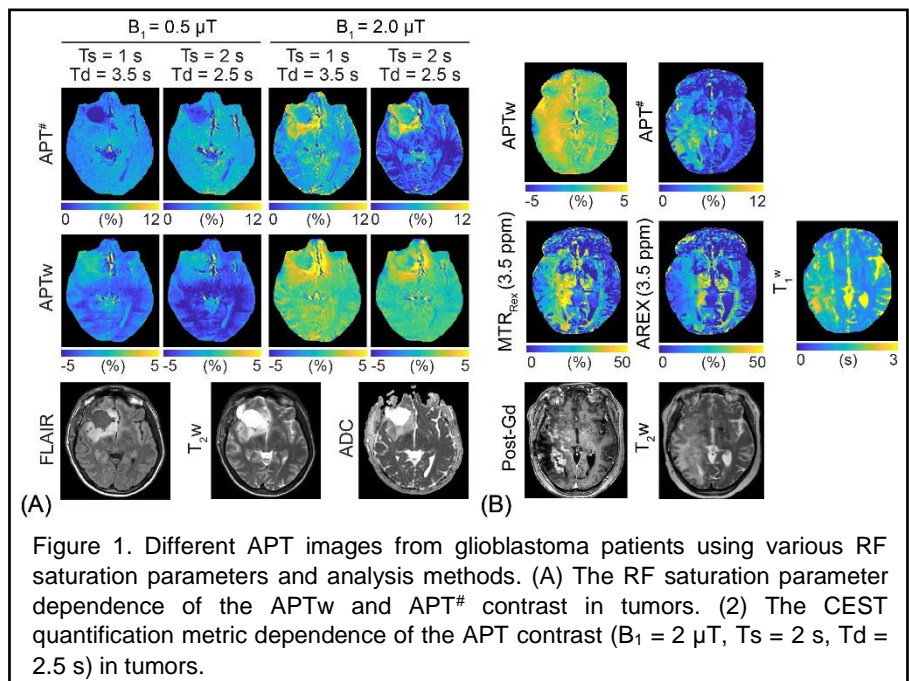 B₁ = 0.5 µT B₁ = 2.0 µT
Ts = 1 s Ts = 2 s Ts = 1 s Ts = 2 s
Td = 3.5 s Td = 2.5 s Td = 3.5 s Td = 2.5 s
APT#
0 (%) 12 0 (%) 12 0 (%) 12 0 (%) 12
APTw
-5 (%) 5 -5 (%) 5 -5 (%) 5 -5 (%) 5
FLAIR
T₂w
ADC
(A)
APTw
APT#
-5 (%) 5 0 (%) 12
MTR_Rex (3.5 ppm)
AREX (3.5 ppm)
T₁w
0 (%) 50 0 (%) 50 0 (s) 3
Post-Gd
T₂w
(B)
Figure 1. Different APT images from glioblastoma patients using various RF
saturation parameters and analysis methods. (A) The RF saturation parameter
dependence of the APTw and APT# contrast in tumors. (2) The CEST
quantification metric dependence of the APT contrast (B₁ = 2 µT, Ts = 2 s, Td =
2.5 s) in tumors.